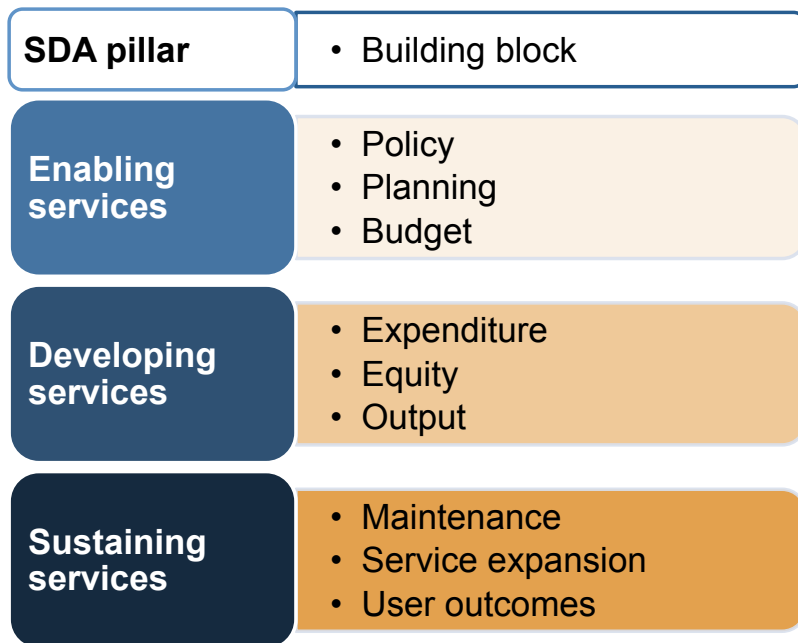 SDA pillar
• Building block
Enabling
services
• Policy
• Planning
• Budget
Developing
services
• Expenditure
• Equity
• Output
Sustaining
services
• Maintenance
• Service expansion
• User outcomes